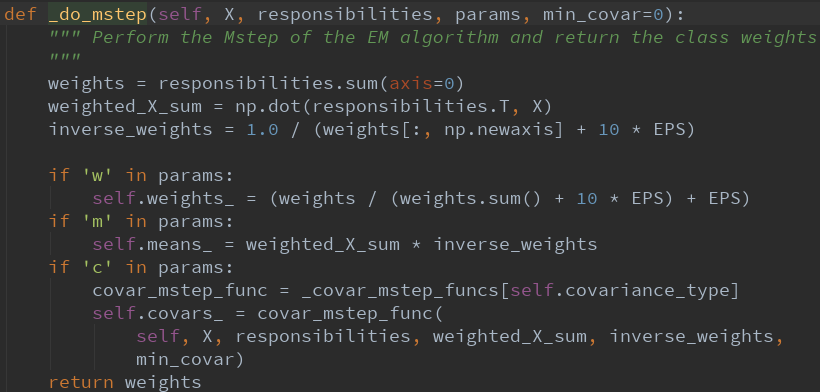 def _do_mstep(self, X, responsibilities, params, min_covar=0):
    """ Perform the Mstep of the EM algorithm and return the class weights
    """
    weights = responsibilities.sum(axis=0)
    weighted_X_sum = np.dot(responsibilities.T, X)
    inverse_weights = 1.0 / (weights[:, np.newaxis] + 10 * EPS)

    if 'w' in params:
        self.weights_ = (weights / (weights.sum() + 10 * EPS) + EPS)
    if 'm' in params:
        self.means_ = weighted_X_sum * inverse_weights
    if 'c' in params:
        covar_mstep_func = _covar_mstep_funcs[self.covariance_type]
        self.covars_ = covar_mstep_func(
            self, X, responsibilities, weighted_X_sum, inverse_weights,
            min_covar)
    return weights